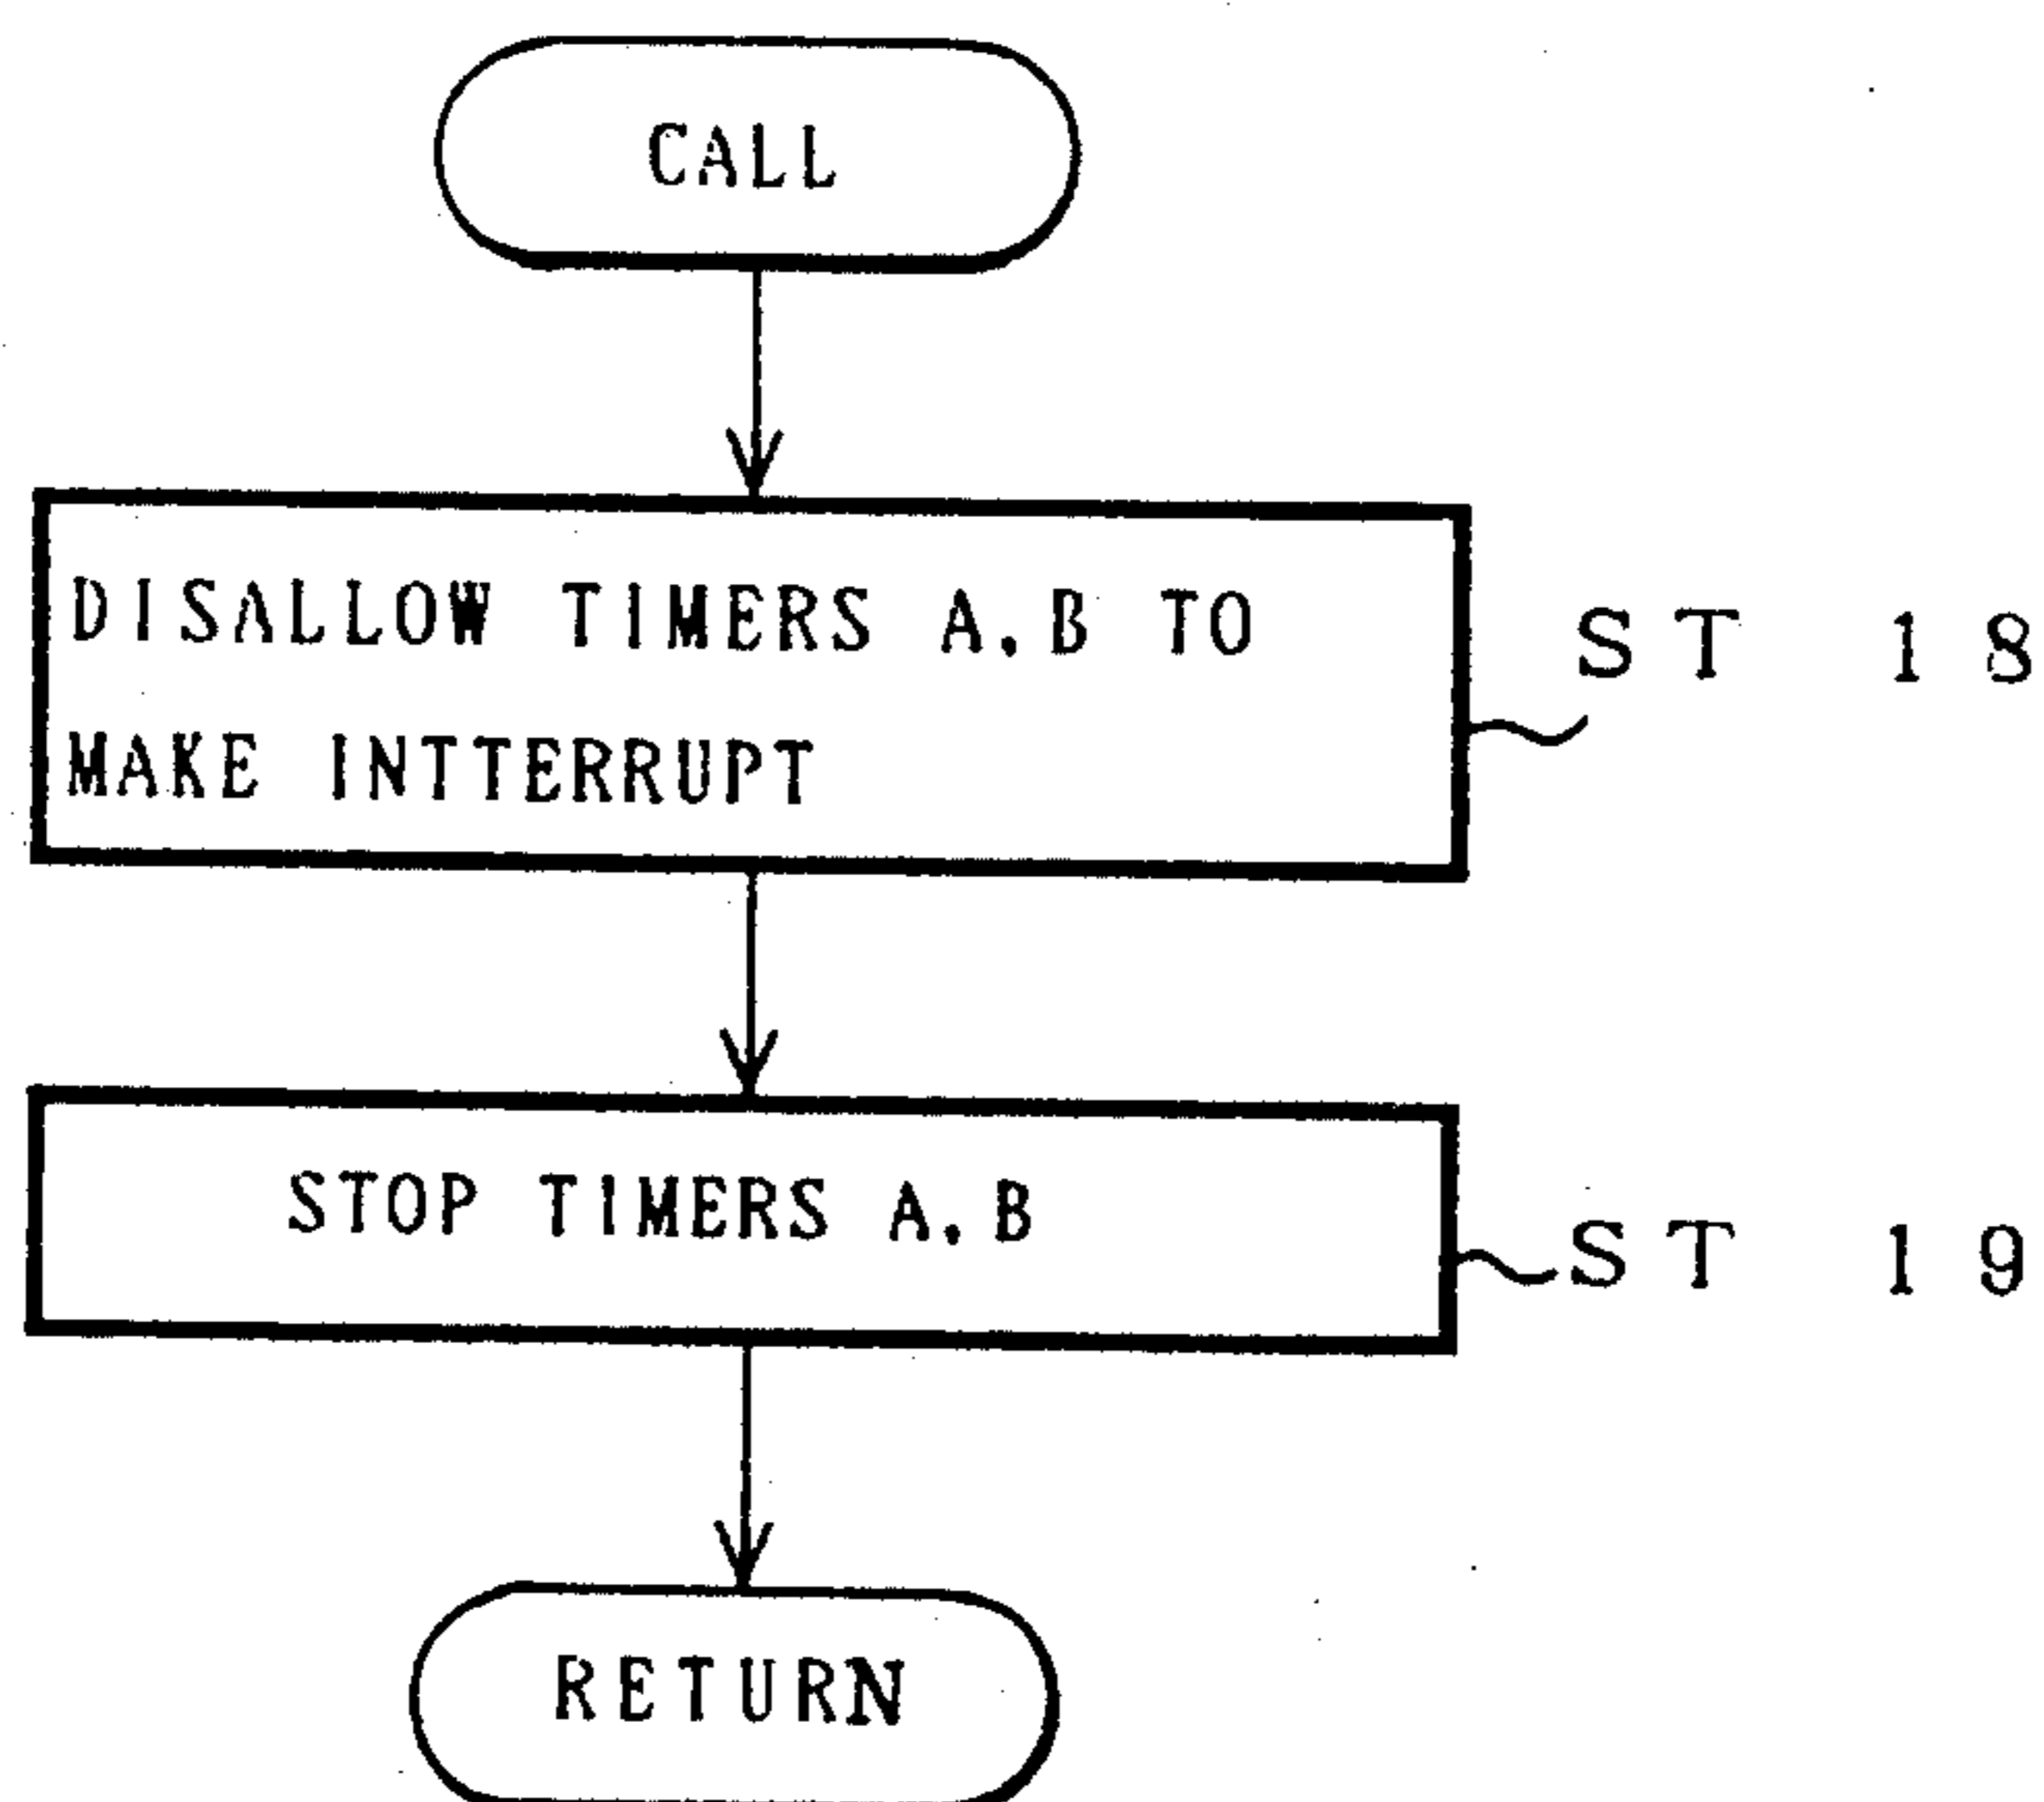 CALL
DISALLOW TIMERS A.B TO
MAKE INTTERRUPT
ST 18
STOP TIMERS A.B
ST 19
RETURN